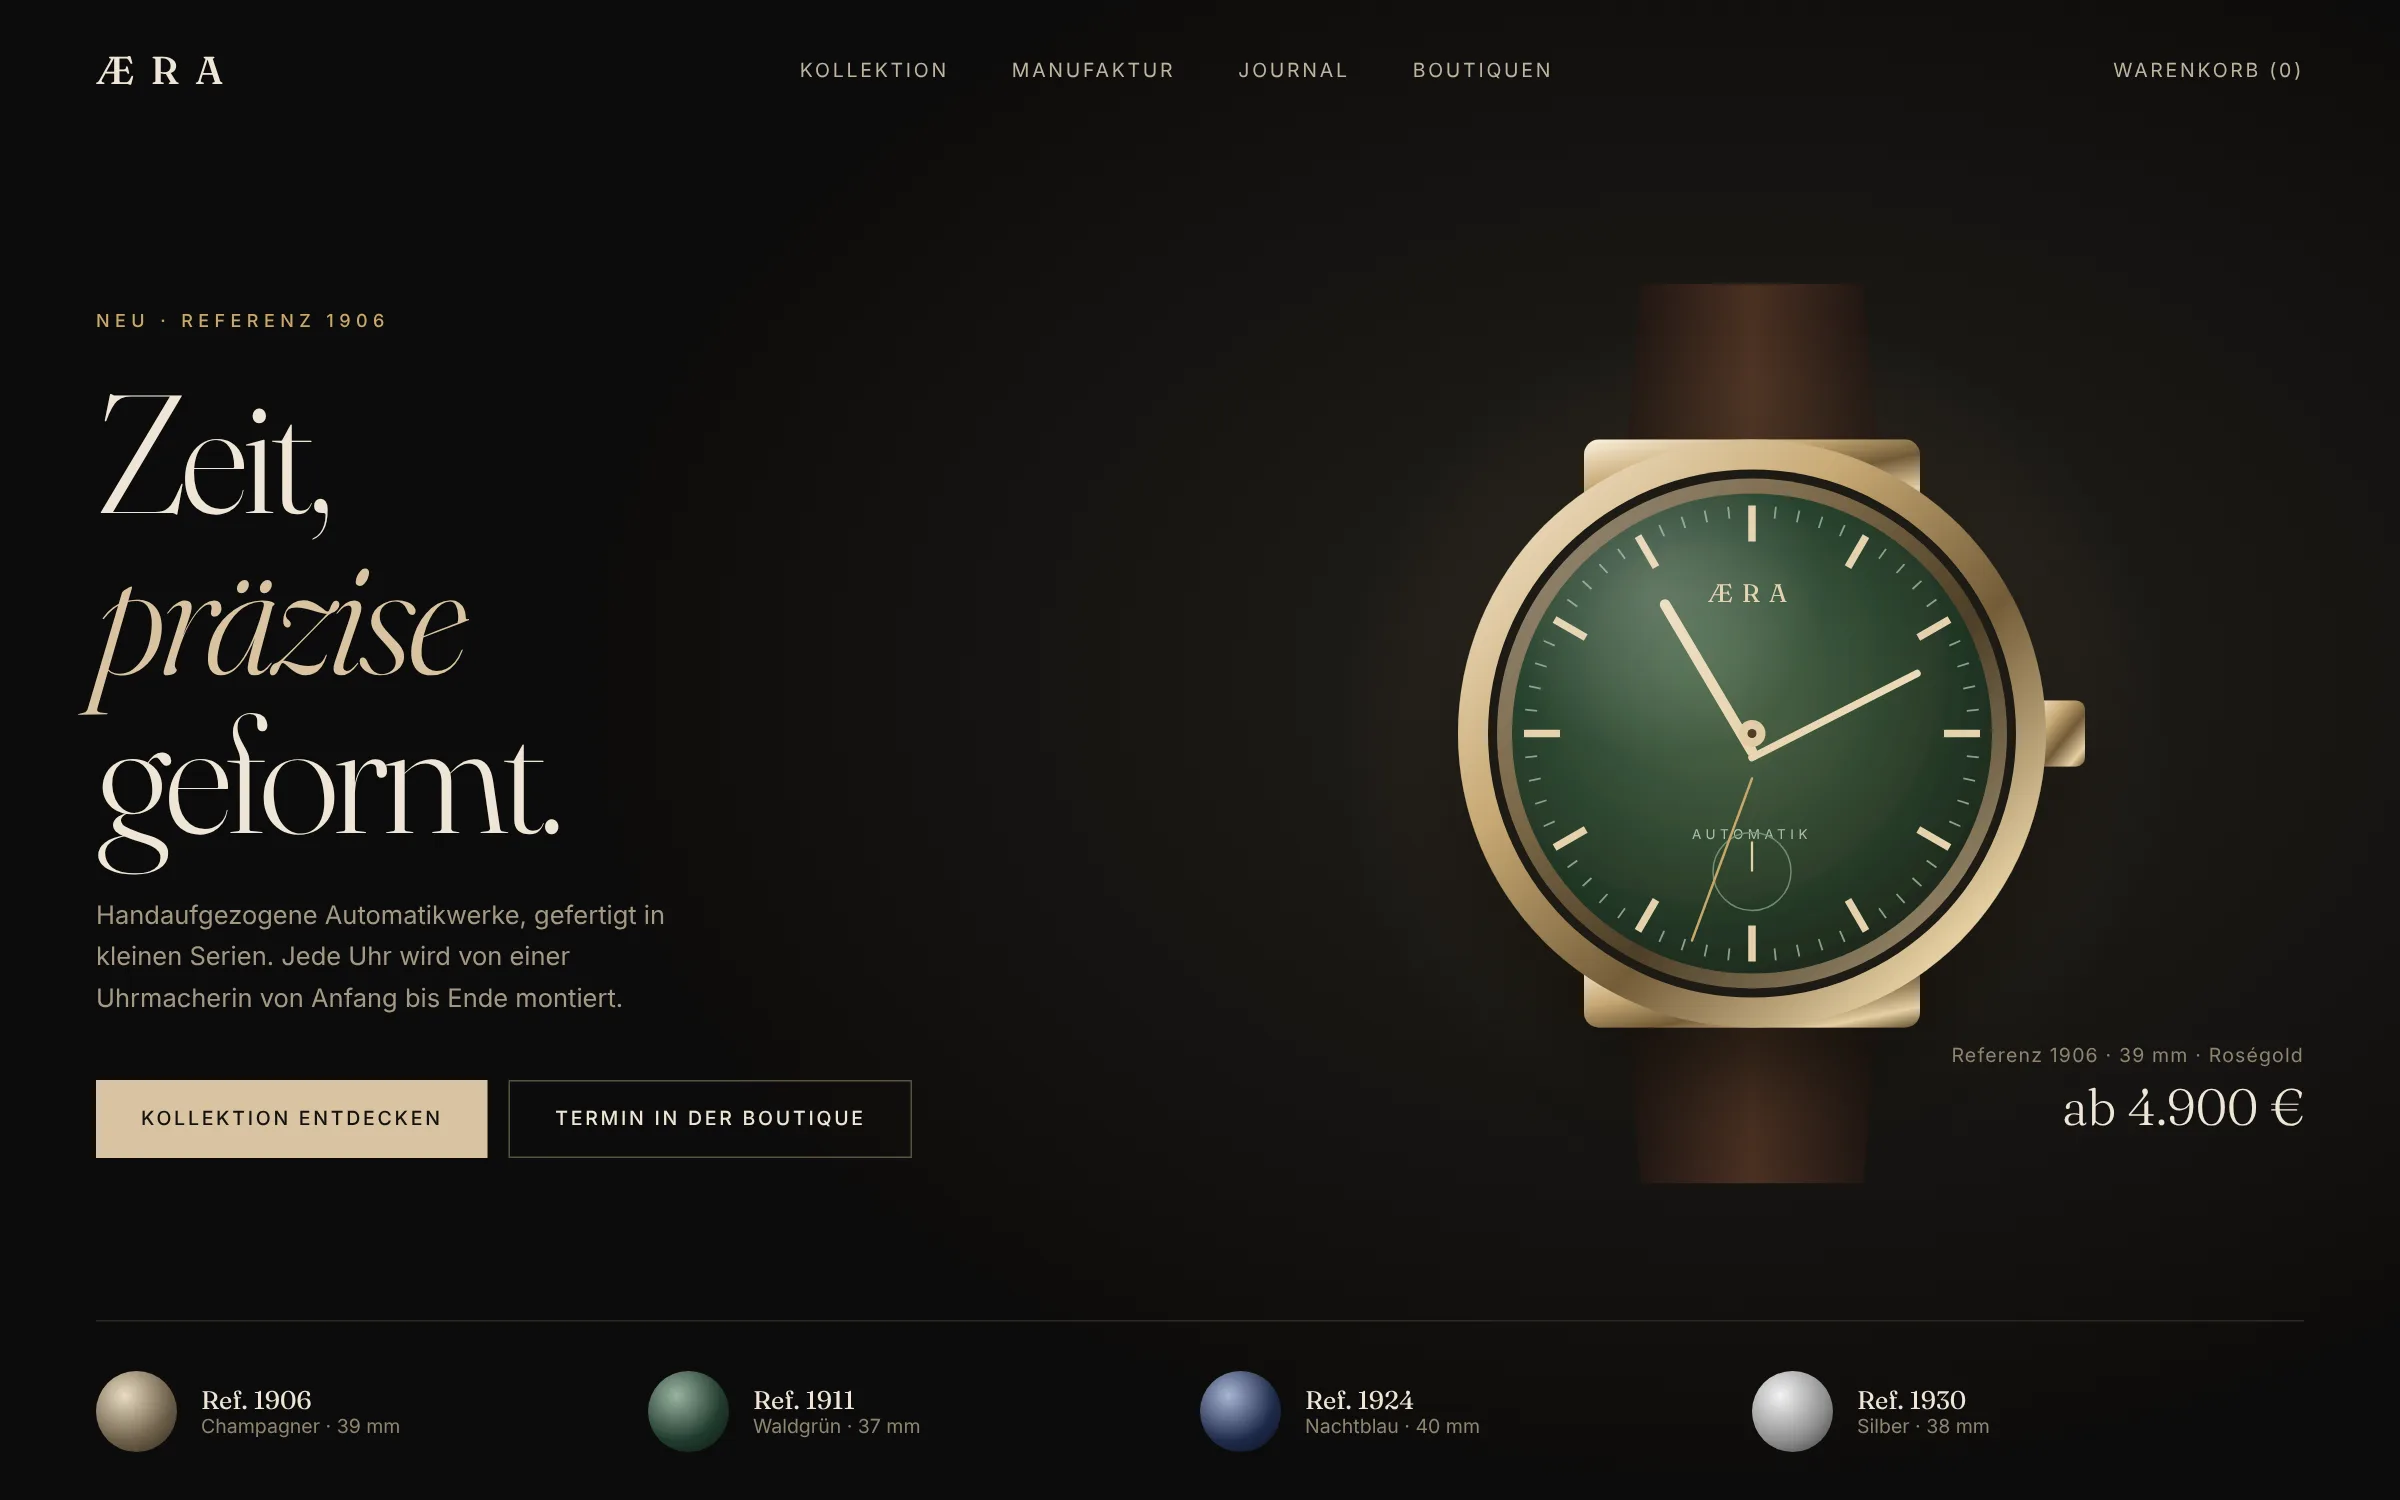 ÆRA
KOLLEKTION MANUFAKTUR JOURNAL BOUTIQUEN
WARENKORB (0)
NEU · REFERENZ 1906
Zeit,
präzise
geformt.
Handaufgezogene Automatikwerke, gefertigt in
kleinen Serien. Jede Uhr wird von einer
Uhrmacherin von Anfang bis Ende montiert.
KOLLEKTION ENTDECKEN
TERMIN IN DER BOUTIQUE
ÆRA
AUTOMATIK
Referenz 1906 · 39 mm · Roségold
ab 4.900 €
Ref. 1906
Champagner · 39 mm
Ref. 1911
Waldgrün · 37 mm
Ref. 1924
Nachtblau · 40 mm
Ref. 1930
Silber · 38 mm